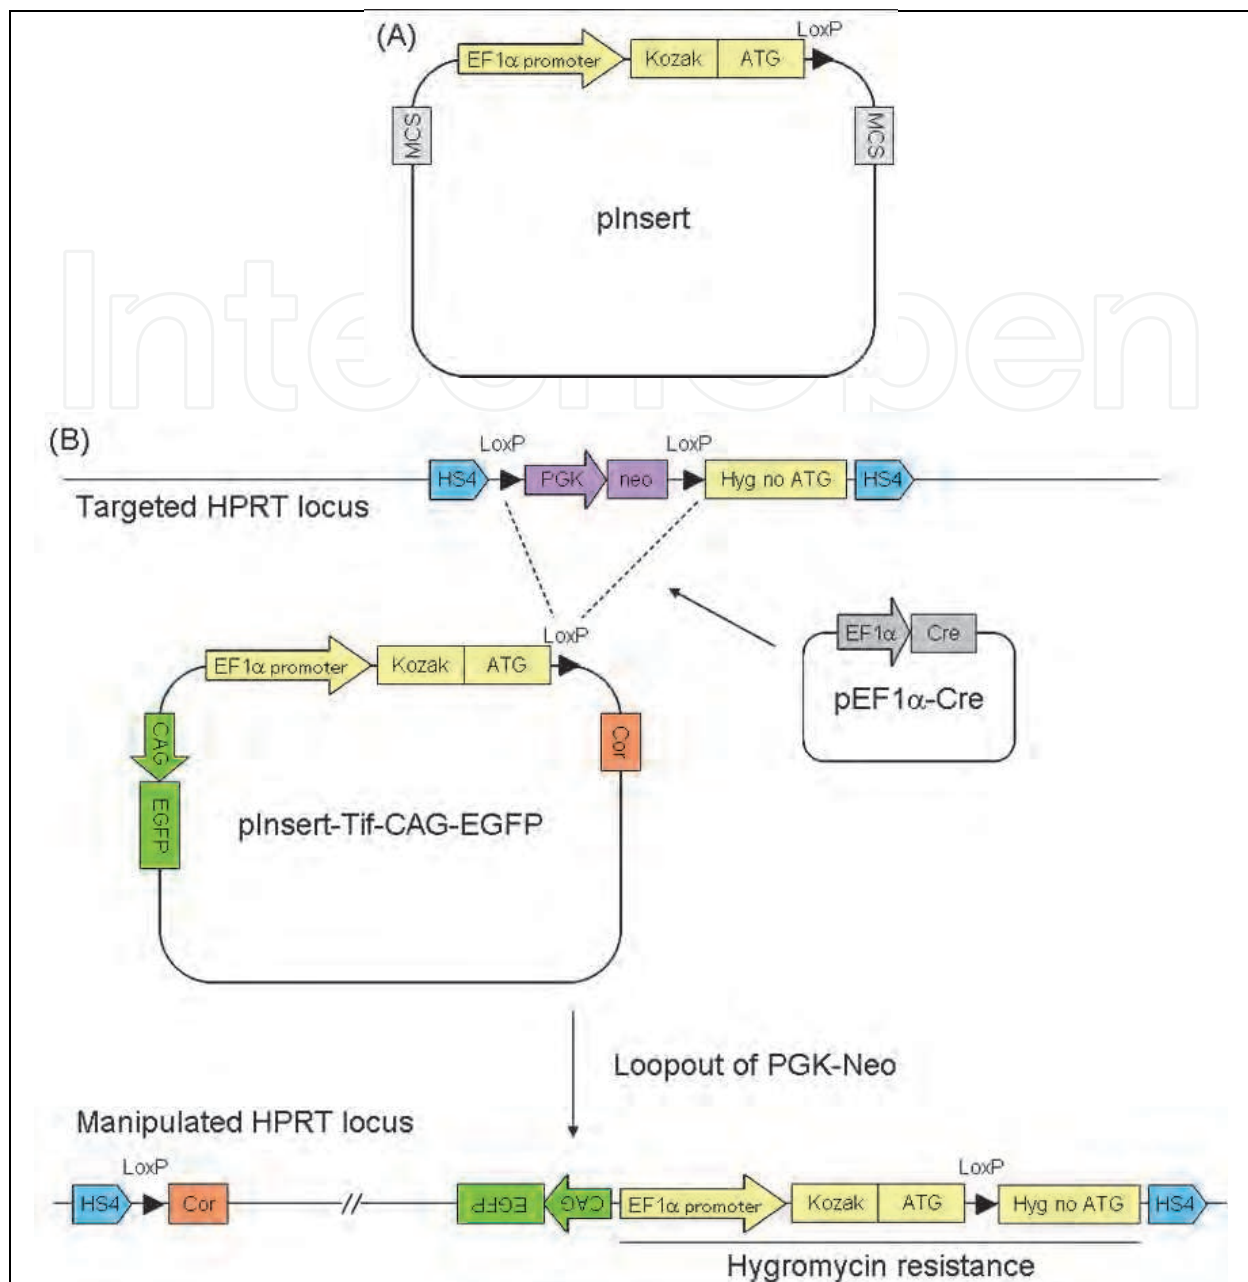 (A)
LoxP
EF1α promoter
Kozak
ATG
MCS
MCS
pInsert
IntechOpen
(B)
LoxP
LoxP
HS4
PGK
neo
Hyg no ATG
HS4
Targeted HPRT locus
LoxP
EF1α promoter
Kozak
ATG
EF1α
Cre
pEF1α-Cre
CAG
Cor
EGFP
pInsert-Tif-CAG-EGFP
Loopout of PGK-Neo
Manipulated HPRT locus
LoxP
LoxP
HS4
Cor
//
EGFP
CAG
EF1α promoter
Kozak
ATG
Hyg no ATG
HS4
Hygromycin resistance